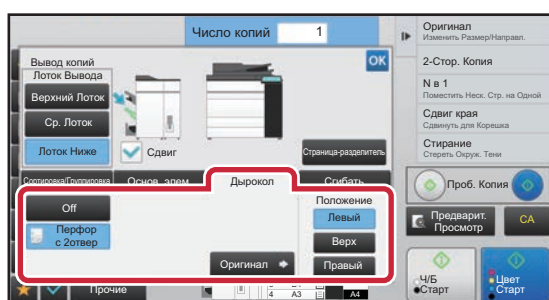 Число копий 1
Вывод копий
OK
Лоток Вывода
Верхний Лоток
Ср. Лоток
Лоток Ниже
Сдвиг
Страница-разделитель
Сортировка/Группировка
Основ. элем.
Дырокол
Сгибать
Off
Перфор
с 2отвер
Оригинал
Положение
Левый
Верх
Правый
Прочие
4 A3
A4
Оригинал
Изменить Размер/Направл.
2-Стор. Копия
N в 1
Поместить Неск. Стр. на Одной
Сдвиг края
Сдвинуть для Корешка
Стирание
Стереть Окруж. Тени
Проб. Копия
Предварит.
Просмотр
CA
Ч/Б
Старт
Цвет
Старт